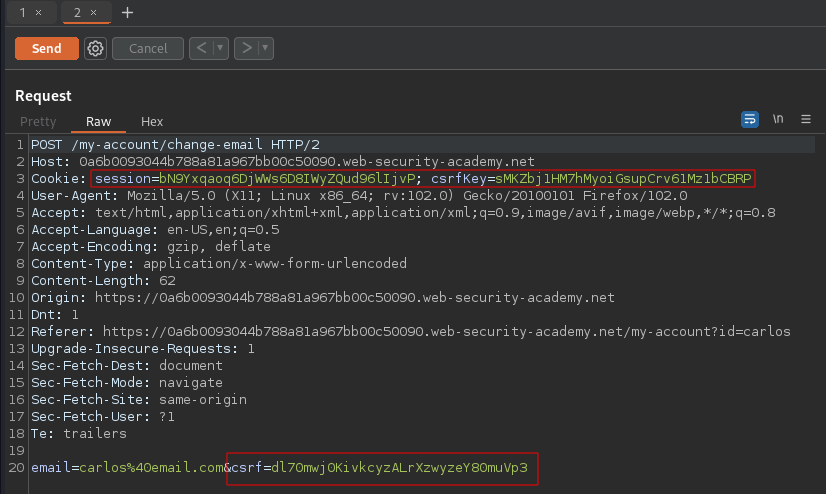 1 × 2 × +
Send Cancel < >
Request
Pretty Raw Hex \n
1 POST /my-account/change-email HTTP/2
2 Host: 0a6b0093044b788a81a967bb00c50090.web-security-academy.net
3 Cookie: session=bN9Yxqaoq6DjWWs6D8IWyZQud96lIjvP; csrfKey=sMKZbj1HM7hMyoiGsupCrv61Mz1bCBRP
4 User-Agent: Mozilla/5.0 (X11; Linux x86_64; rv:102.0) Gecko/20100101 Firefox/102.0
5 Accept: text/html,application/xhtml+xml,application/xml;q=0.9,image/avif,image/webp,*/*;q=0.8
6 Accept-Language: en-US,en;q=0.5
7 Accept-Encoding: gzip, deflate
8 Content-Type: application/x-www-form-urlencoded
9 Content-Length: 62
10 Origin: https://0a6b0093044b788a81a967bb00c50090.web-security-academy.net
11 Dnt: 1
12 Referer: https://0a6b0093044b788a81a967bb00c50090.web-security-academy.net/my-account?id=carlos
13 Upgrade-Insecure-Requests: 1
14 Sec-Fetch-Dest: document
15 Sec-Fetch-Mode: navigate
16 Sec-Fetch-Site: same-origin
17 Sec-Fetch-User: ?1
18 Te: trailers
19
20 email=carlos%40email.com&csrf=dl70mwj0KivkcyzALrXzwyzeY80muVp3